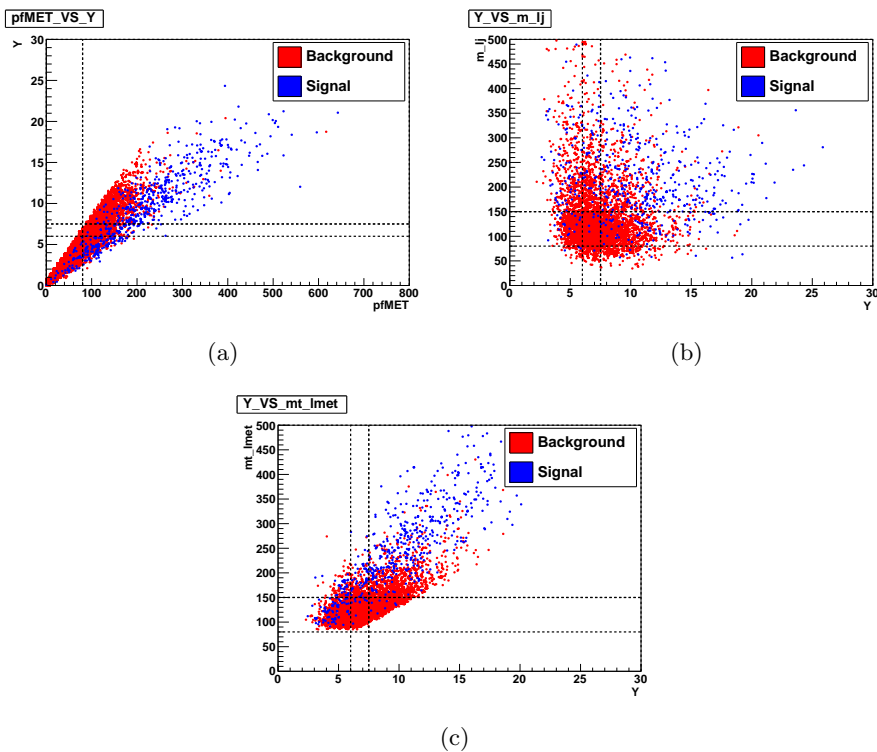 pfMET_VS_Y
Y
30
25
20
15
10
5
0
0 100 200 300 400 500 600 700 800
pfMET
Background
Signal
(a)
Y_VS_m_lj
m_lj
500
450
400
350
300
250
200
150
100
50
0
0 5 10 15 20 25 30
Y
Background
Signal
(b)
Y_VS_mt_lmet
mt_lmet
500
450
400
350
300
250
200
150
100
50
0
0 5 10 15 20 25 30
Y
Background
Signal
(c)